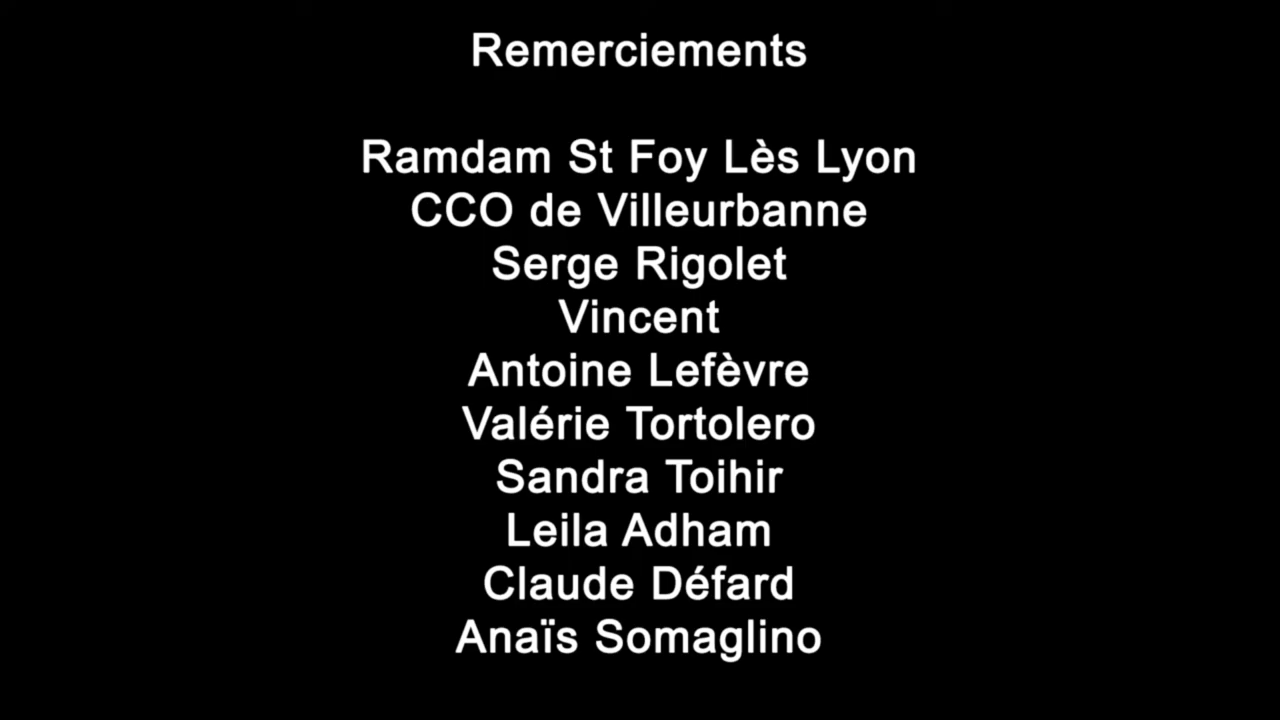 Remerciements
Ramdam St Foy Lès Lyon
CCO de Villeurbanne
Serge Rigolet
Vincent
Antoine Lefèvre
Valérie Tortolero
Sandra Toihir
Leila Adham
Claude Défard
Anaïs Somaglino